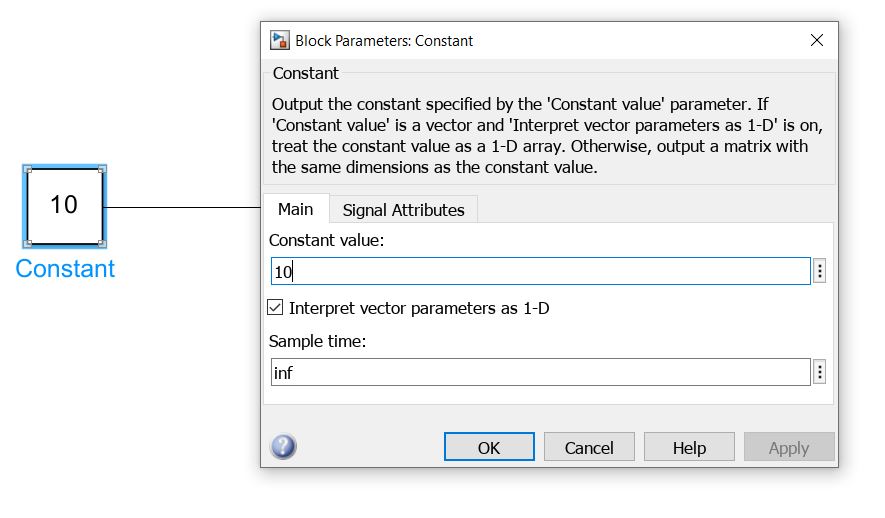 Block Parameters: Constant
Constant
Output the constant specified by the 'Constant value' parameter. If
'Constant value' is a vector and 'Interpret vector parameters as 1-D' is on,
treat the constant value as a 1-D array. Otherwise, output a matrix with
the same dimensions as the constant value.
10
Constant
Main Signal Attributes
Constant value:
10
Interpret vector parameters as 1-D
Sample time:
inf
? OK Cancel Help Apply